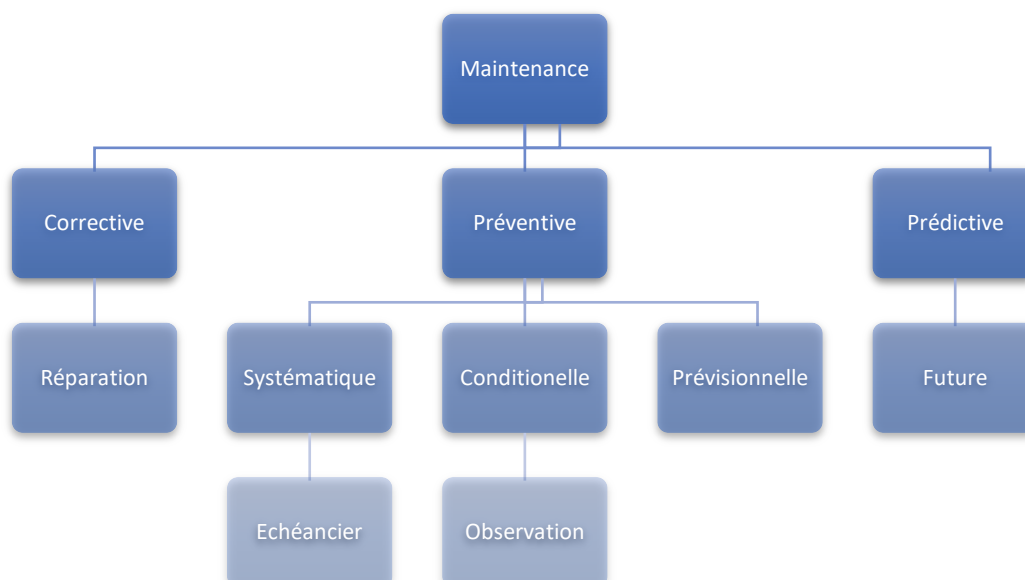 Maintenance
Corrective
Préventive
Prédictive
Réparation
Systématique
Conditionelle
Prévisionnelle
Future
Echéancier
Observation